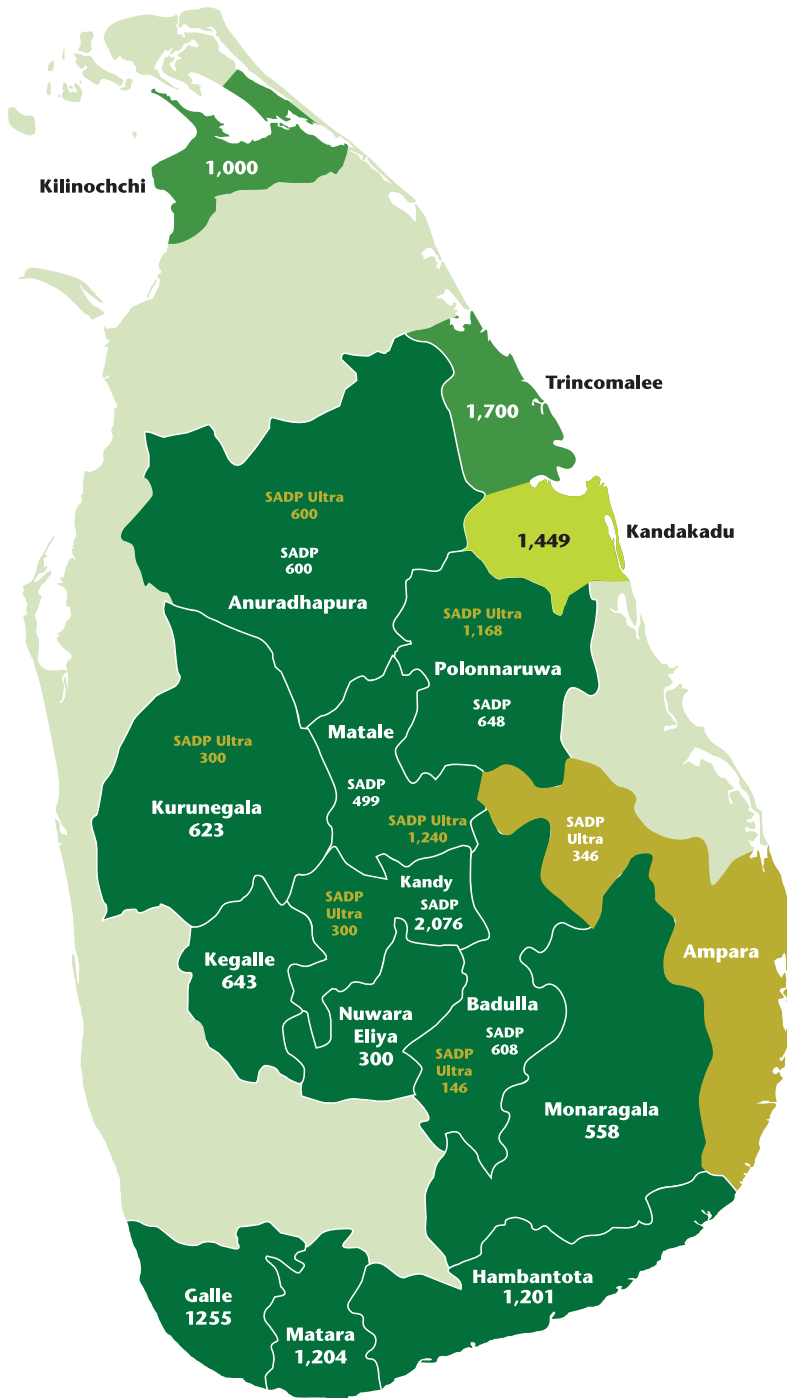 1,000
Kilinochchi
Trincomalee
1,700
SADP Ultra
600
SADP
600
Anuradhapura
1,449
Kandakadu
SADP Ultra
1,168
Polonnaruwa
SADP
648
Matale
SADP
499
SADP Ultra
1,240
SADP Ultra
300
Kurunegala
623
SADP
Ultra
346
Kandy
SADP
2,076
SADP
Ultra
300
Kegalle
643
Ampara
Nuwara
Eliya
300
Badulla
SADP
608
SADP
Ultra
146
Monaragala
558
Hambantota
1,201
Galle
1255
Matara
1,204